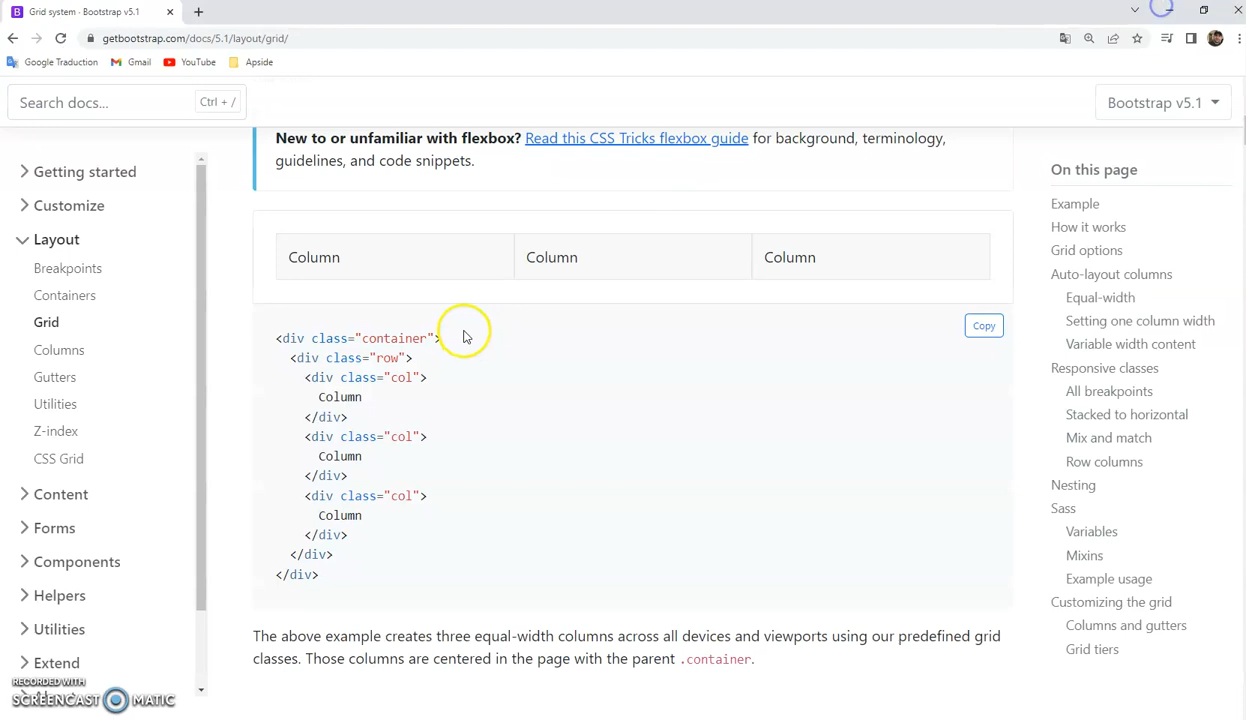 Grid system - Bootstrap v5.1
getbootstrap.com/docs/5.1/layout/grid/
Google Traduction Gmail YouTube Apside
Search docs... Ctrl + /
Bootstrap v5.1
Getting started
Customize
Layout
Breakpoints
Containers
Grid
Columns
Gutters
Utilities
Z-index
CSS Grid
Content
Forms
Components
Helpers
Utilities
Extend
New to or unfamiliar with flexbox? Read this CSS Tricks flexbox guide for background, terminology,
guidelines, and code snippets.
Column Column Column
Copy
<div class="container">
<div class="row">
<div class="col">
Column
</div>
<div class="col">
Column
</div>
<div class="col">
Column
</div>
</div>
</div>
The above example creates three equal-width columns across all devices and viewports using our predefined grid
classes. Those columns are centered in the page with the parent .container.
On this page
Example
How it works
Grid options
Auto-layout columns
Equal-width
Setting one column width
Variable width content
Responsive classes
All breakpoints
Stacked to horizontal
Mix and match
Row columns
Nesting
Sass
Variables
Mixins
Example usage
Customizing the grid
Columns and gutters
Grid tiers
RECORDED WITH
SCREENCAST MATIC